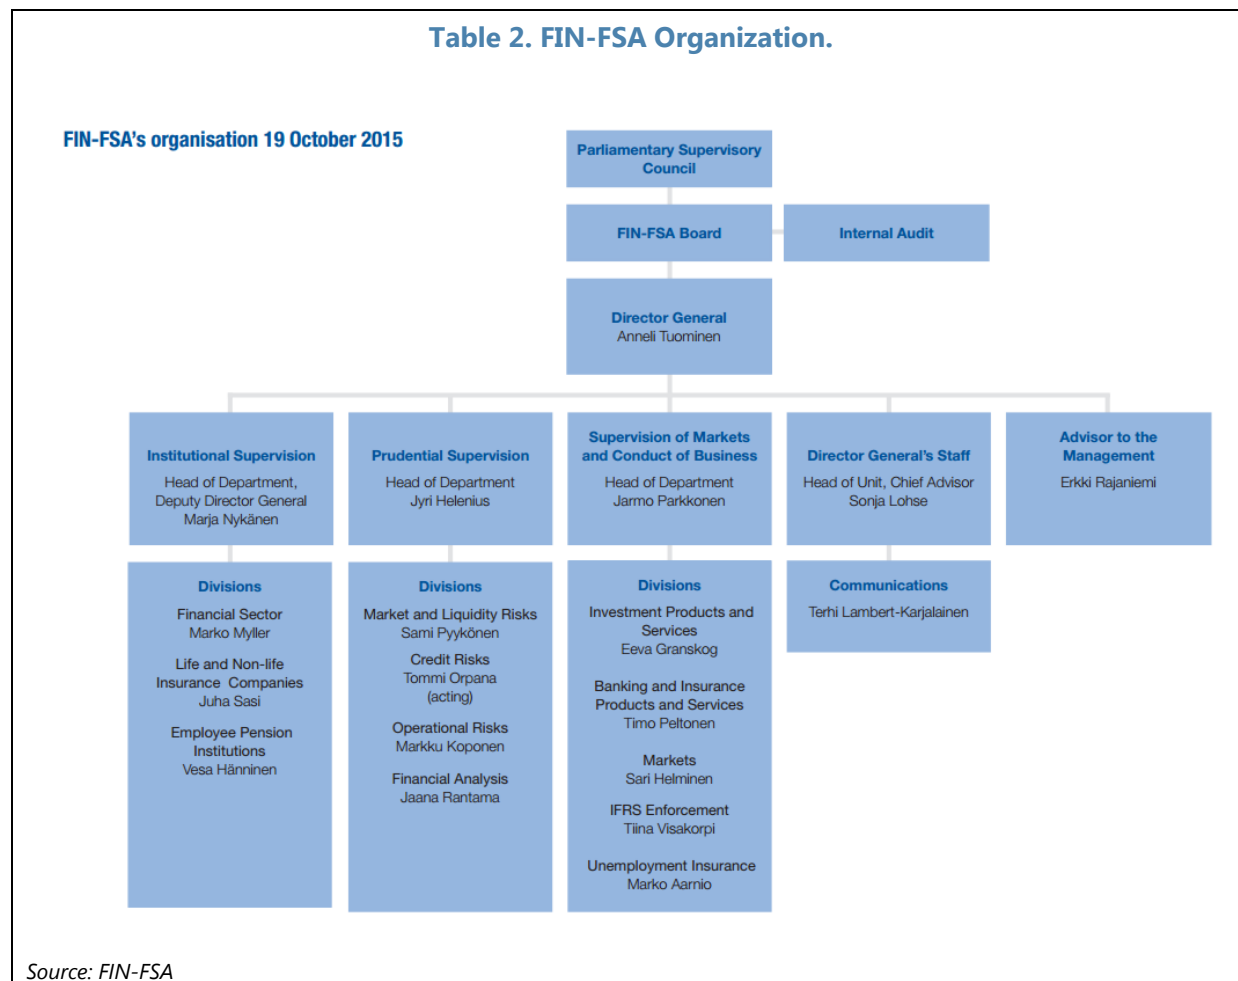 Table 2. FIN-FSA Organization.
FIN-FSA's organisation 19 October 2015
Parliamentary Supervisory
Council
FIN-FSA Board
Internal Audit
Director General
Anneli Tuominen
Institutional Supervision
Head of Department,
Deputy Director General
Marja Nykänen
Prudential Supervision
Head of Department
Jyri Helenius
Supervision of Markets
and Conduct of Business
Head of Department
Jarmo Parkkonen
Director General's Staff
Head of Unit, Chief Advisor
Sonja Lohse
Advisor to the
Management
Erkki Rajaniemi
Divisions
Financial Sector
Marko Myller
Life and Non-life
Insurance Companies
Juha Sasi
Employee Pension
Institutions
Vesa Hänninen
Divisions
Market and Liquidity Risks
Sami Pyykönen
Credit Risks
Tommi Orpana
(acting)
Operational Risks
Markku Koponen
Financial Analysis
Jaana Rantama
Divisions
Investment Products and
Services
Eeva Granskog
Banking and Insurance
Products and Services
Timo Peltonen
Markets
Sari Helminen
IFRS Enforcement
Tiina Visakorpi
Unemployment Insurance
Marko Aarnio
Communications
Terhi Lambert-Karjalainen
Source: FIN-FSA